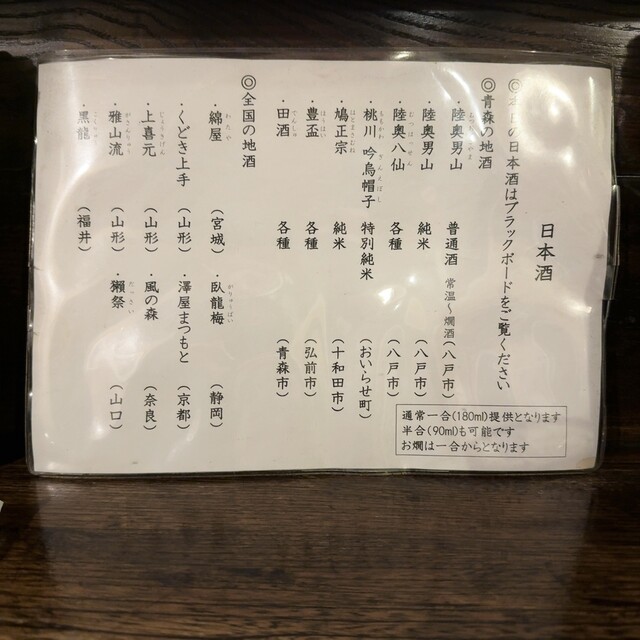 日本酒
◎本日の日本酒はブラックボードをご覧ください
◎青森の地酒
・陸奥男山 普通酒 常温～燗酒(八戸市)
・陸奥男山 純米 (八戸市)
・陸奥八仙 各種 (八戸市)
・桃川 吟烏帽子 特別純米 (おいらせ町)
・鳩正宗 純米 (十和田市)
・豊盃 各種 (弘前市)
・田酒 各種 (青森市)
◎全国の地酒
・綿屋 (宮城) ・臥龍梅 (静岡)
・くどき上手 (山形) ・澤屋まつもと (京都)
・上喜元 (山形) ・風の森 (奈良)
・雅山流 (山形) ・獺祭 (山口)
・黒龍 (福井)
通常一合(180ml)提供となります
半合(90ml)も可能です
お燗は一合からとなります